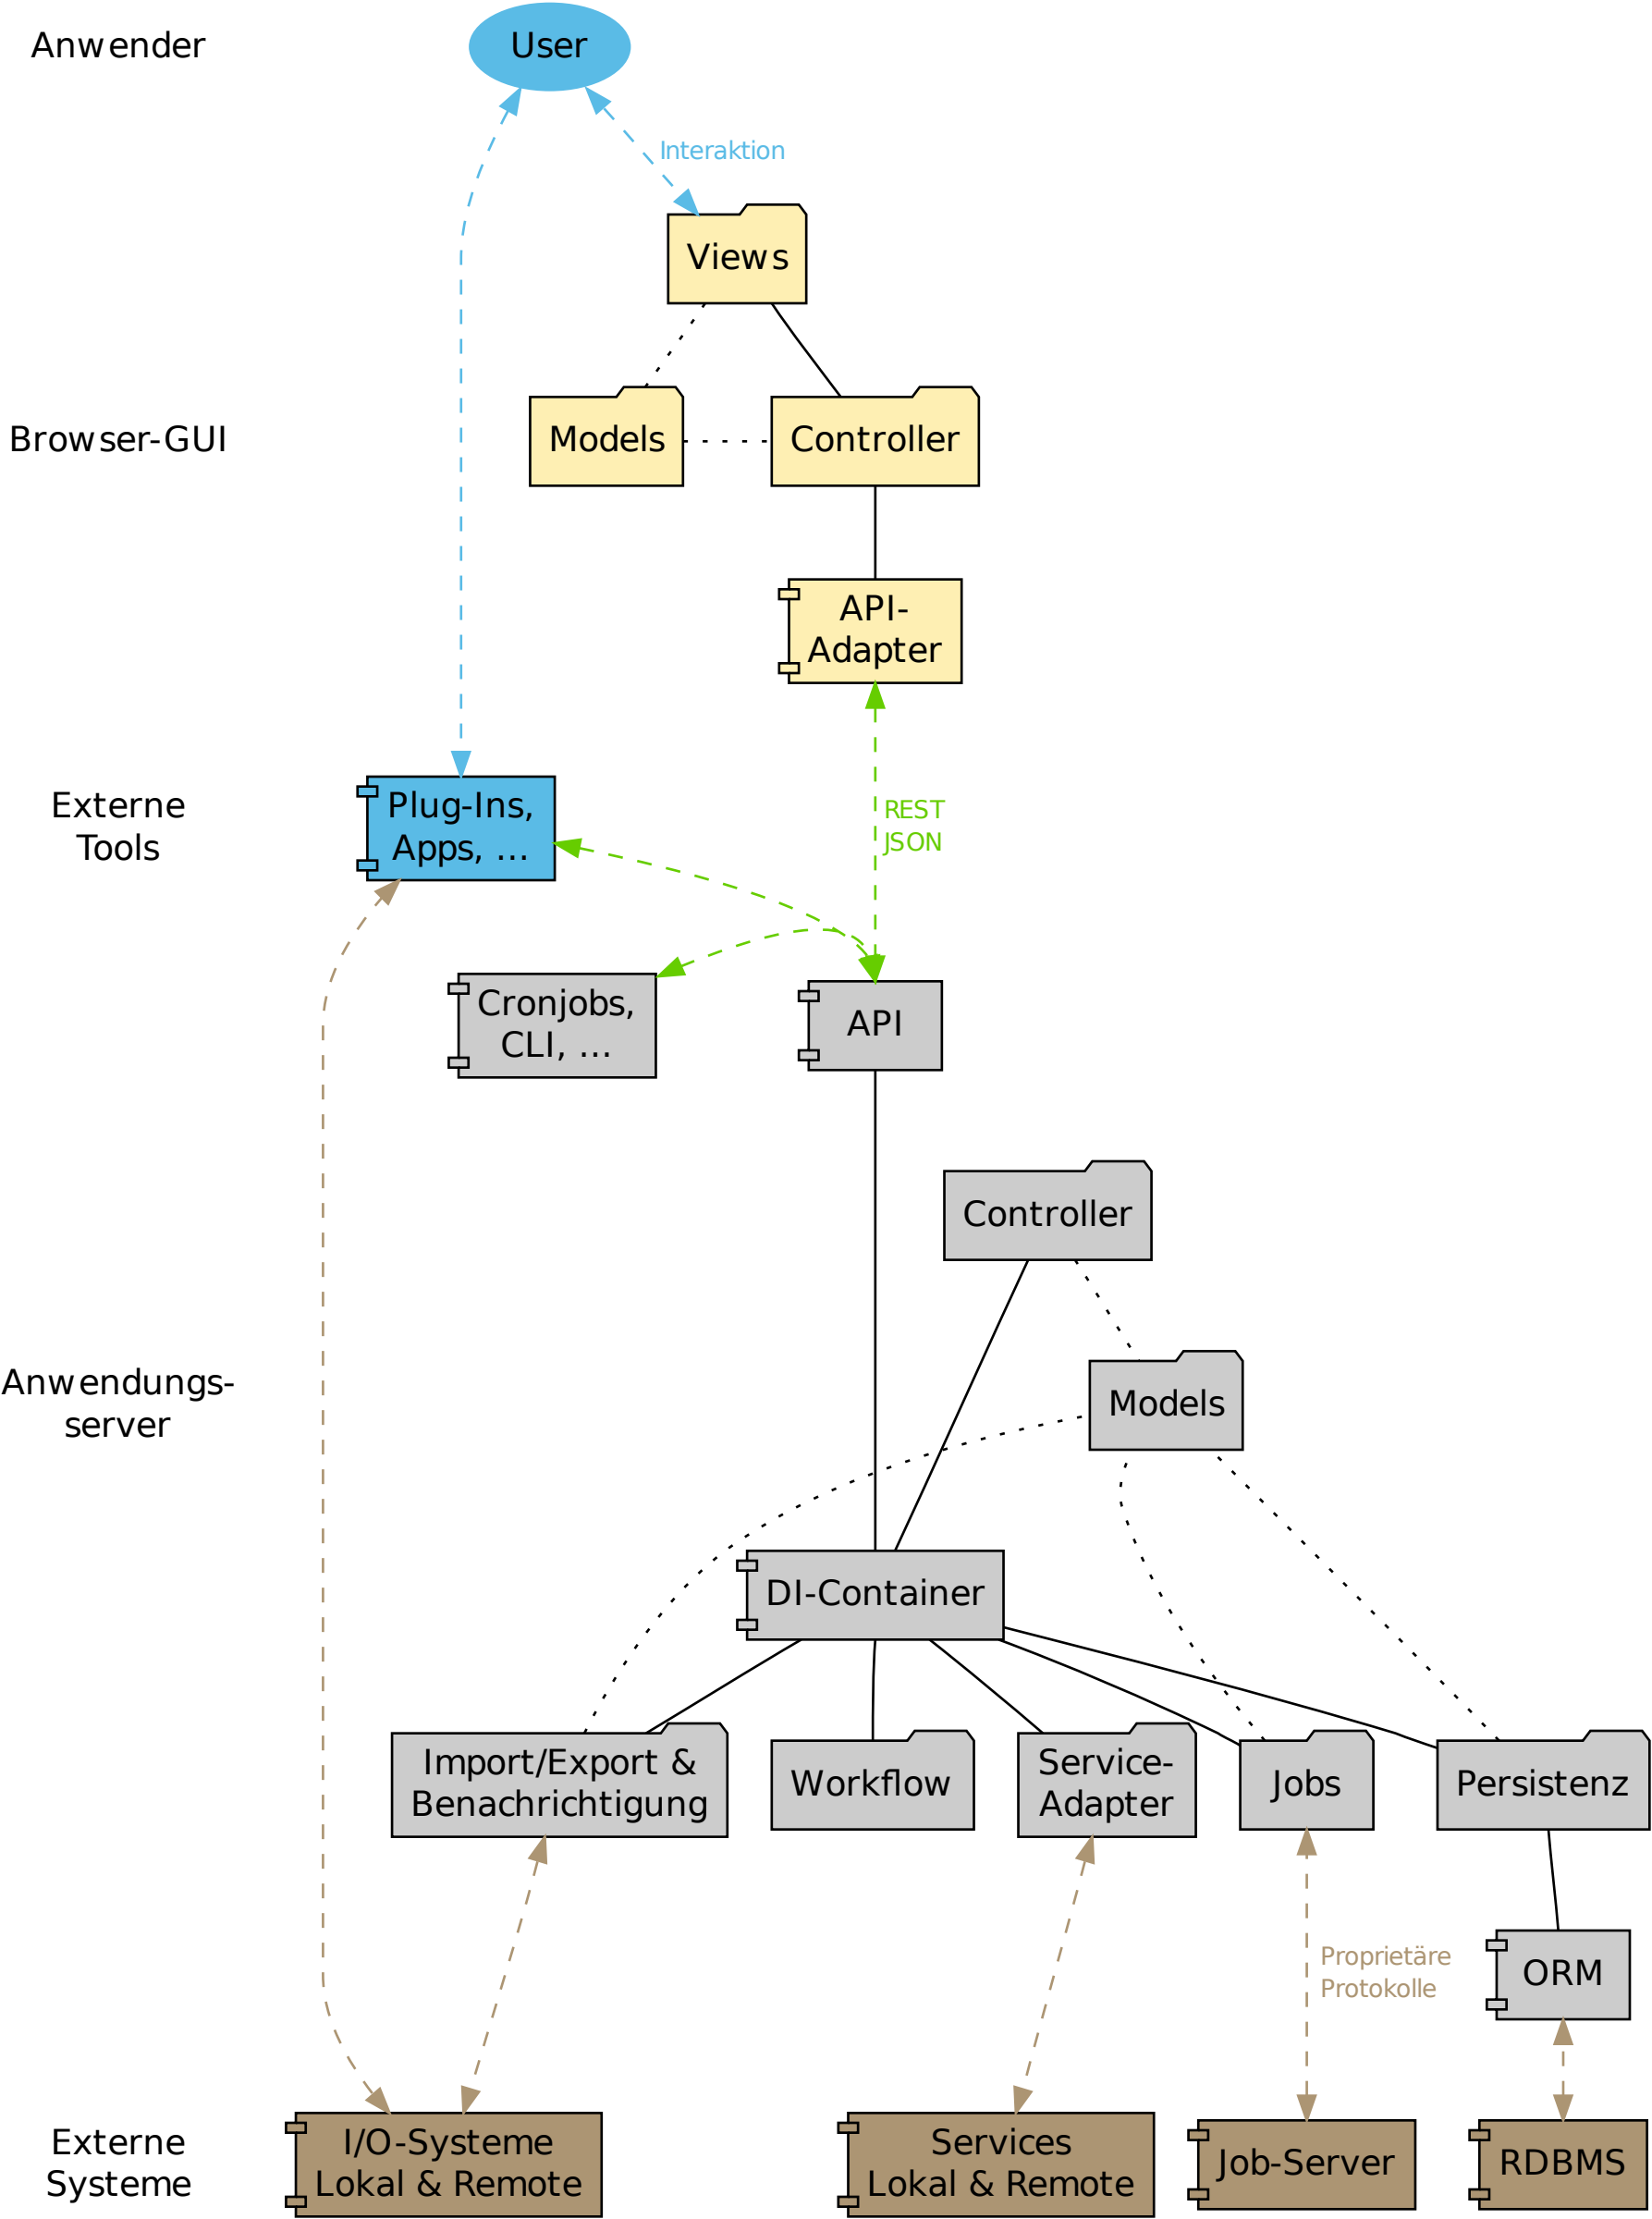 Anwender
User
Interaktion
Views
Browser-GUI
Models
Controller
API-
Adapter
Externe
Tools
Plug-Ins,
Apps, ...
REST
JSON
Cronjobs,
CLI, ...
API
Controller
Anwendungs-
server
Models
DI-Container
Import/Export &
Benachrichtigung
Workflow
Service-
Adapter
Jobs
Persistenz
Proprietäre
Protokolle
ORM
Externe
Systeme
I/O-Systeme
Lokal & Remote
Services
Lokal & Remote
Job-Server
RDBMS